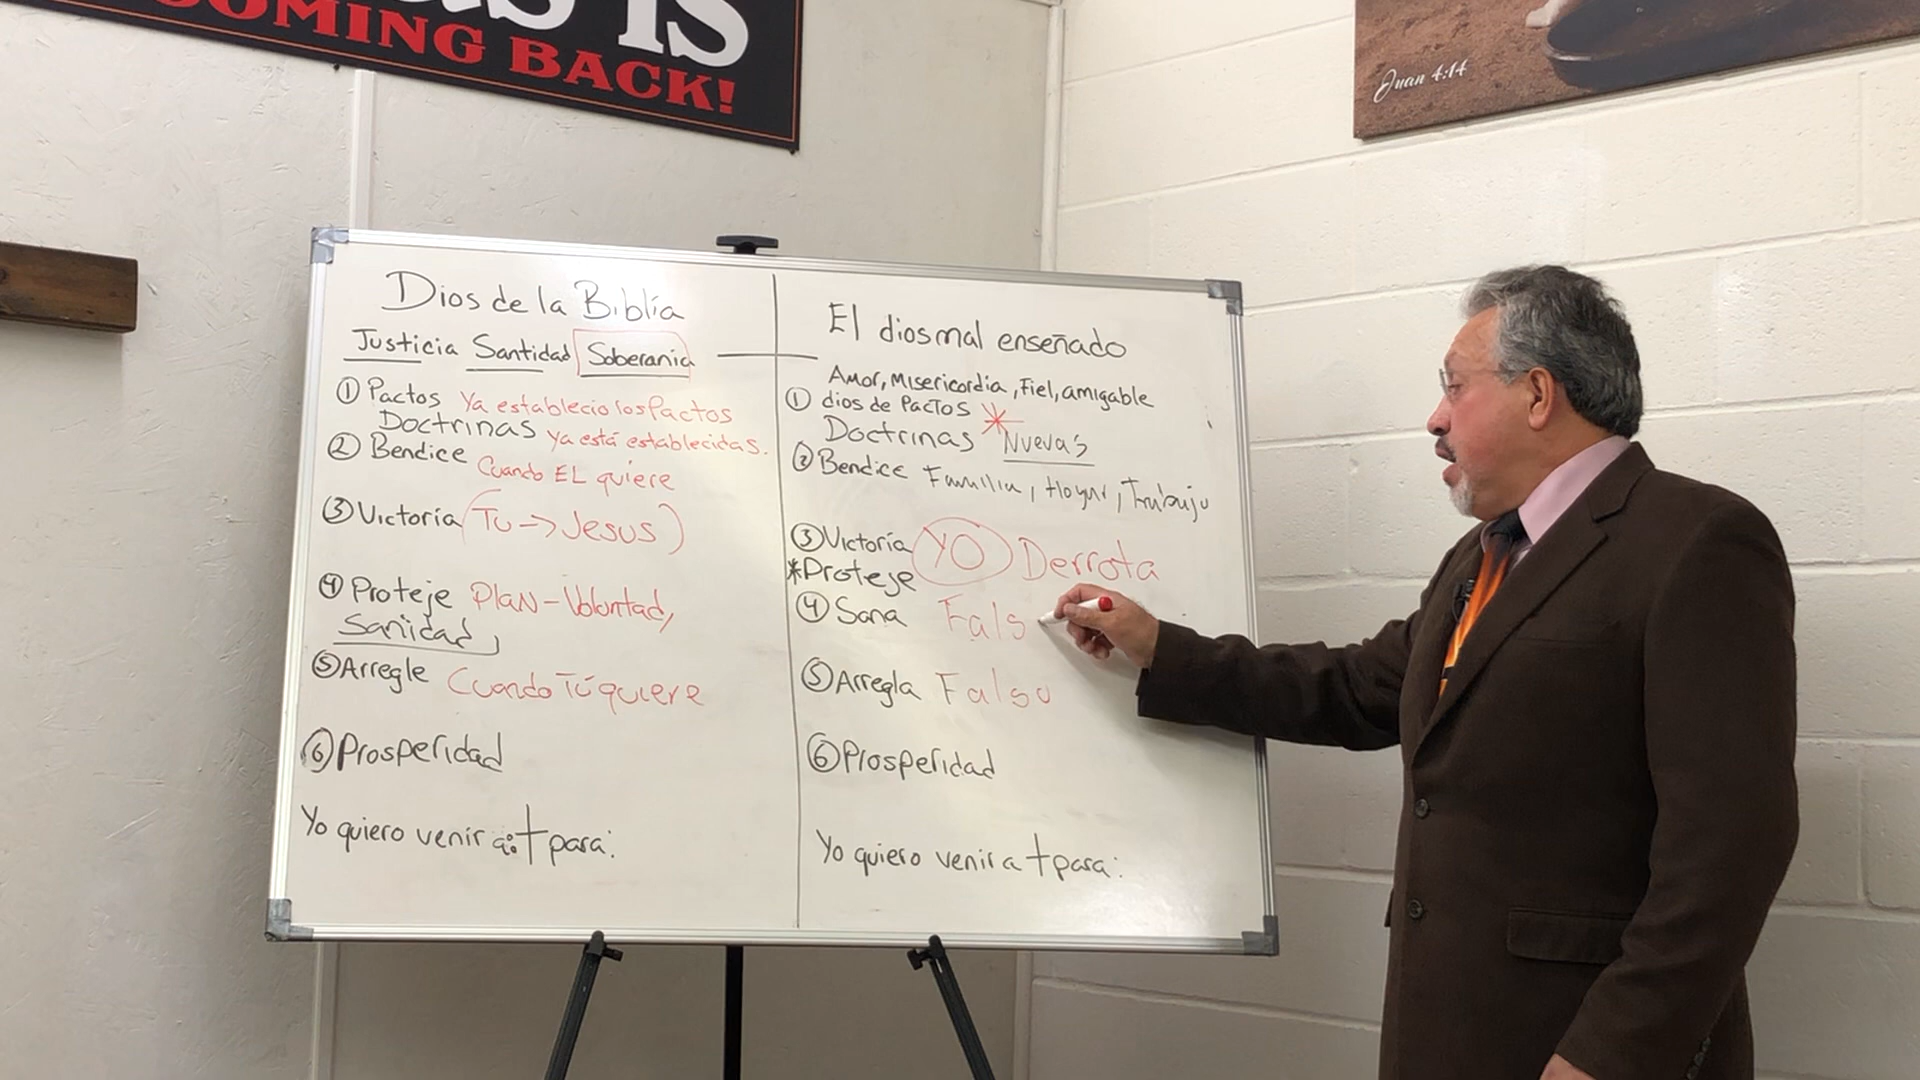 IS
COMING BACK!
Juan 4:14
Dios de la Biblia
Justicia Santidad Soberania
① Pactos Ya establecio los Pactos
Doctrinas ya está establecidas.
② Bendice Cuando EL quiere
③ Victoria (Tu -> Jesus)
④ Proteje Plan - Voluntad,
Sanidad,
⑤ Arregle Cuando Tú quiere
⑥ Prosperidad
Yo quiero venir a: † para:
El dios mal enseñado
Amor, Misericordia, Fiel, amigable
① dios de Pactos *
Doctrinas Nuevas
② Bendice Familia, Hogar, Trabajo
③ Victoria YO Derrota
*Proteje
④ Sana Fals
⑤ Arregla Falso
⑥ Prosperidad
Yo quiero venir a † para: